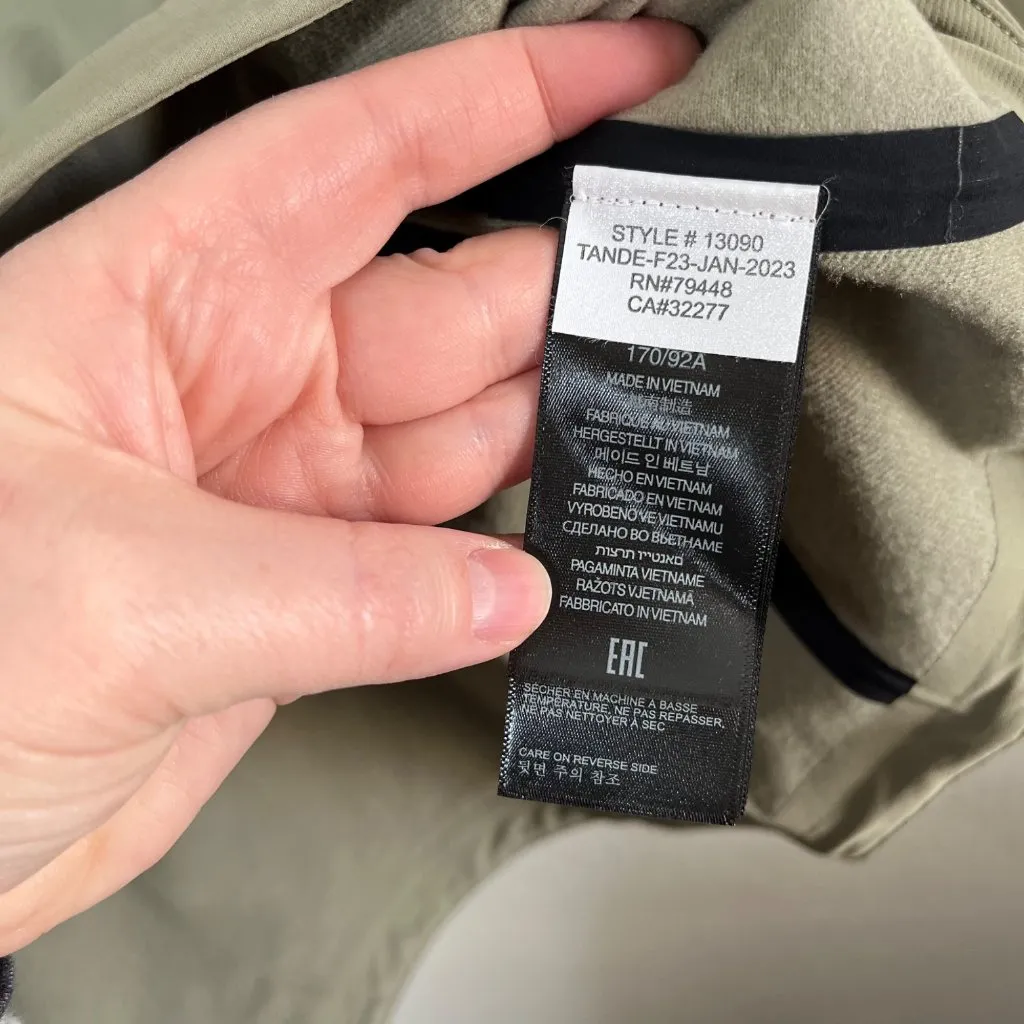 STYLE # 13090
TANDE-F23-JAN-2023
RN#79448
CA#32277
170/92A
MADE IN VIETNAM
FABRIQUÉ AU VIETNAM
HERGESTELLT IN VIETNAM
메이드 인 베트남
HECHO EN VIETNAM
FABRICADO EN VIETNAM
VYROBENO VE VIETNAMU
СДЕЛАНО ВО ВЬЕТНАМЕ
PAGAMINTA VIETNAME
RAŽOTS VJETNAMĀ
FABBRICATO IN VIETNAM
EAC
SÉCHER EN MACHINE À BASSE
TEMPÉRATURE, NE PAS REPASSER,
NE PAS NETTOYER À SEC
CARE ON REVERSE SIDE
뒷면 주의 참조